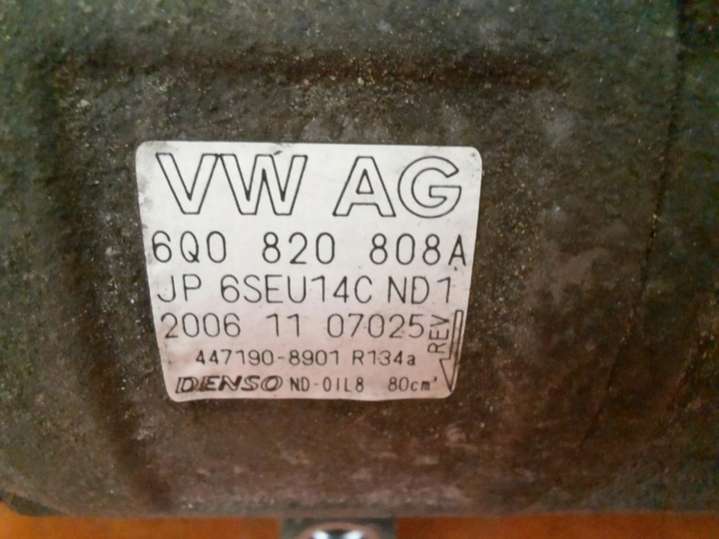 VW AG
6Q0 820 808A
JP 6SEU14C ND1
2006 11 07025
REV
447190-8901 R134a
DENSO ND-OIL8 80cm³